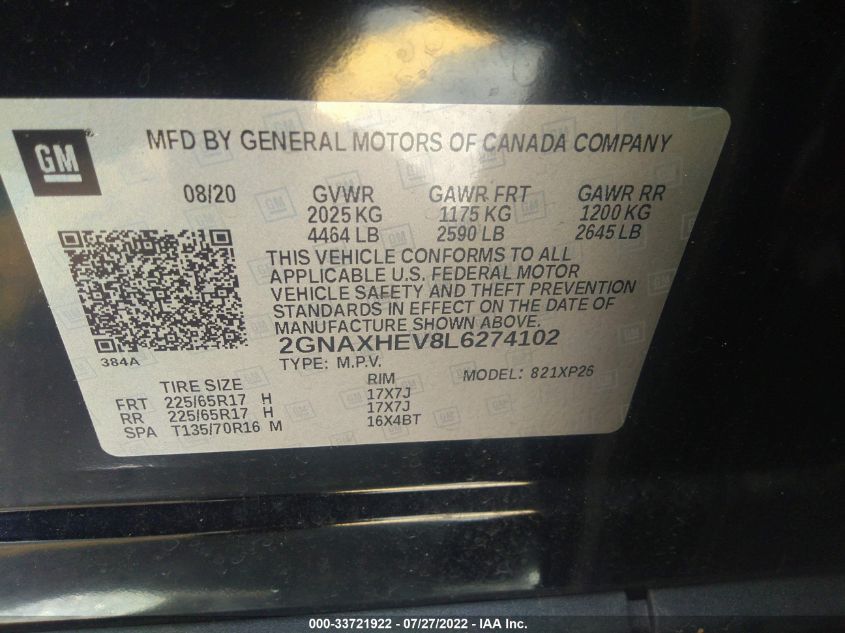 GM
MFD BY GENERAL MOTORS OF CANADA COMPANY
08/20 GVWR GAWR FRT GAWR RR
2025 KG 1175 KG 1200 KG
4464 LB 2590 LB 2645 LB
THIS VEHICLE CONFORMS TO ALL
APPLICABLE U.S. FEDERAL MOTOR
VEHICLE SAFETY AND THEFT PREVENTION
STANDARDS IN EFFECT ON THE DATE OF
MANUFACTURE SHOWN ABOVE.
384A
2GNAXHEV8L6274102
TYPE: M.P.V. MODEL: 821XP26
TIRE SIZE RIM
FRT 225/65R17 H 17X7J
RR 225/65R17 H 17X7J
SPA T135/70R16 M 16X4BT
000-33721922 - 07/27/2022 - IAA Inc.